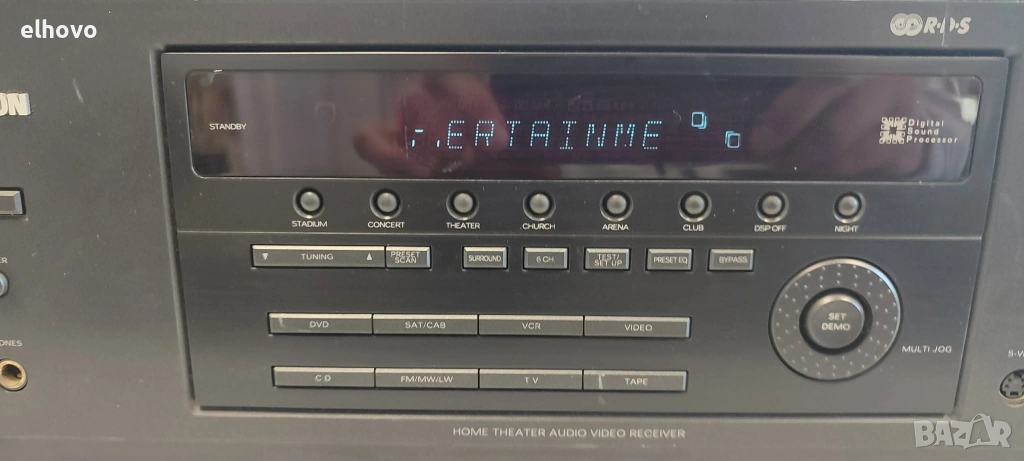 elhovo
R·D·S
ON
STANDBY
ERTAINME
Digital
Sound
Processor
STADIUM
CONCERT
THEATER
CHURCH
ARENA
CLUB
DSP OFF
NIGHT
TUNING
PRESET
SCAN
SURROUND
6 CH
TEST/
SET UP
PRESET EQ
BYPASS
SET
DEMO
MULTI JOG
DVD
SAT/CAB
VCR
VIDEO
CD
FM/MW/LW
TV
TAPE
HOME THEATER AUDIO VIDEO RECEIVER
BAZAR